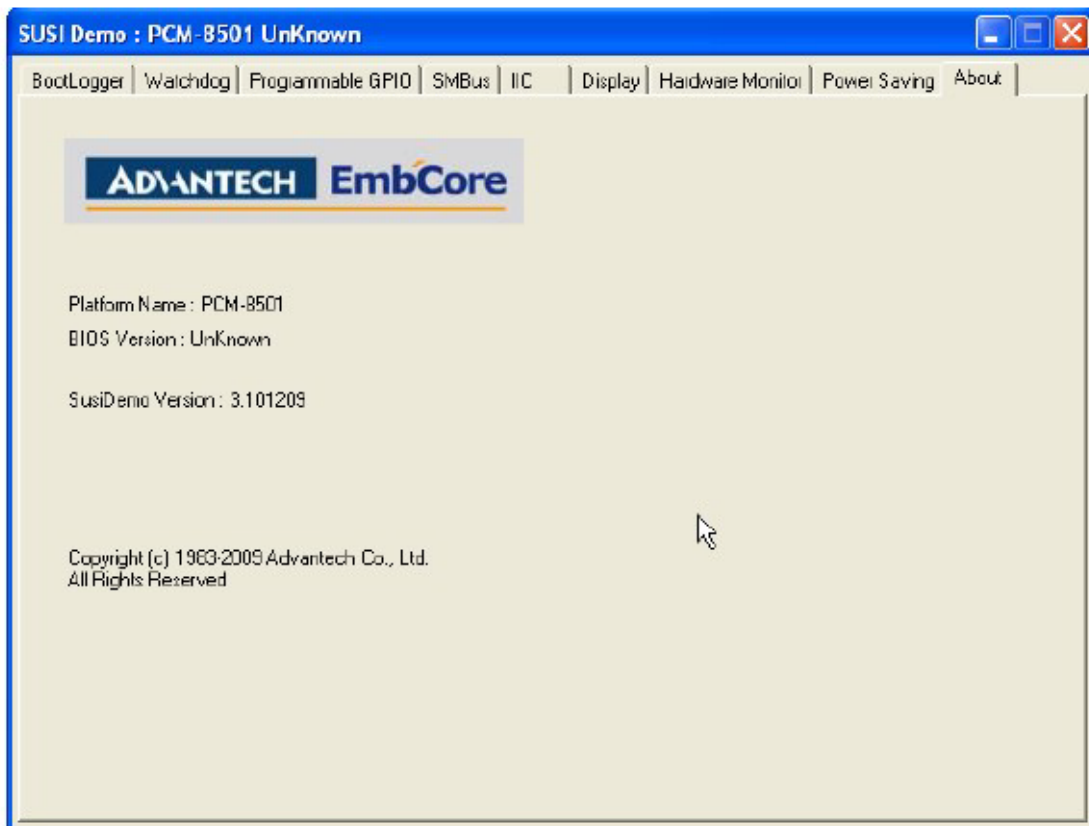 SUSI Demo : PCM-8501 UnKnown
BootLogger Watchdog Programmable GPIO SMBus IIC Display Hardware Monitor Power Saving About
ADVANTECH EmbCore
Platform Name : PCM-8501
BIOS Version : UnKnown
SusiDemo Version : 3.101209
Copyright (c) 1983-2009 Advantech Co., Ltd.
All Rights Reserved